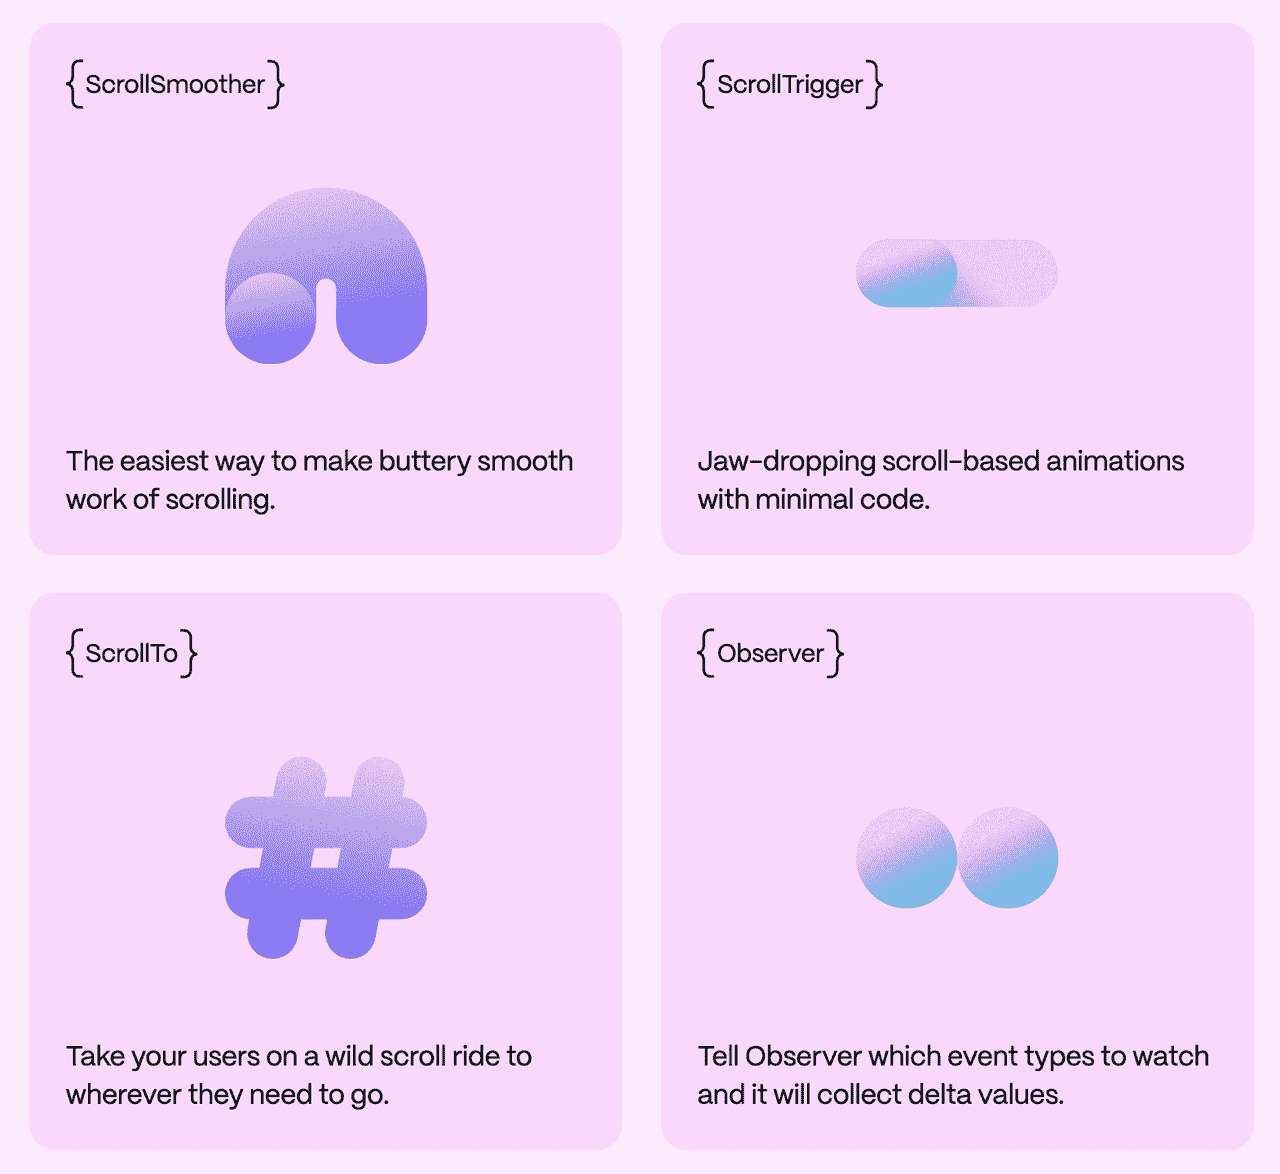 {ScrollSmoother}
The easiest way to make buttery smooth
work of scrolling.
{ScrollTrigger}
Jaw-dropping scroll-based animations
with minimal code.
{ScrollTo}
Take your users on a wild scroll ride to
wherever they need to go.
{Observer}
Tell Observer which event types to watch
and it will collect delta values.